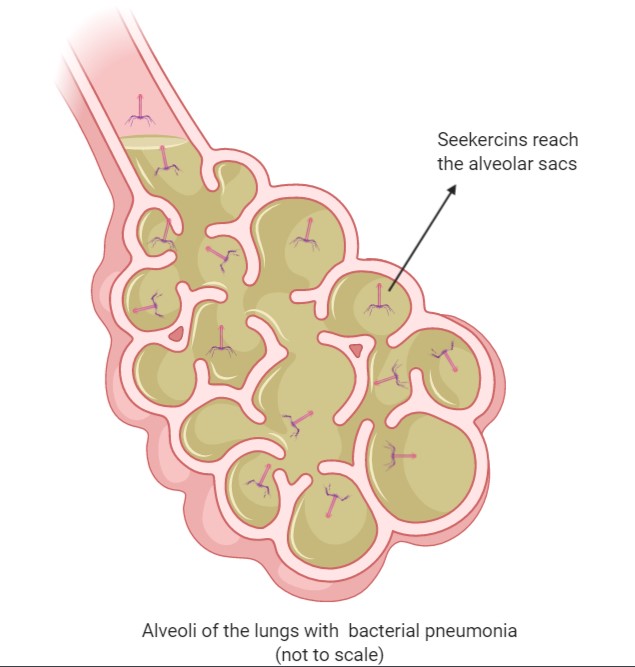 Seekercins reach
the alveolar sacs
Alveoli of the lungs with bacterial pneumonia
(not to scale)